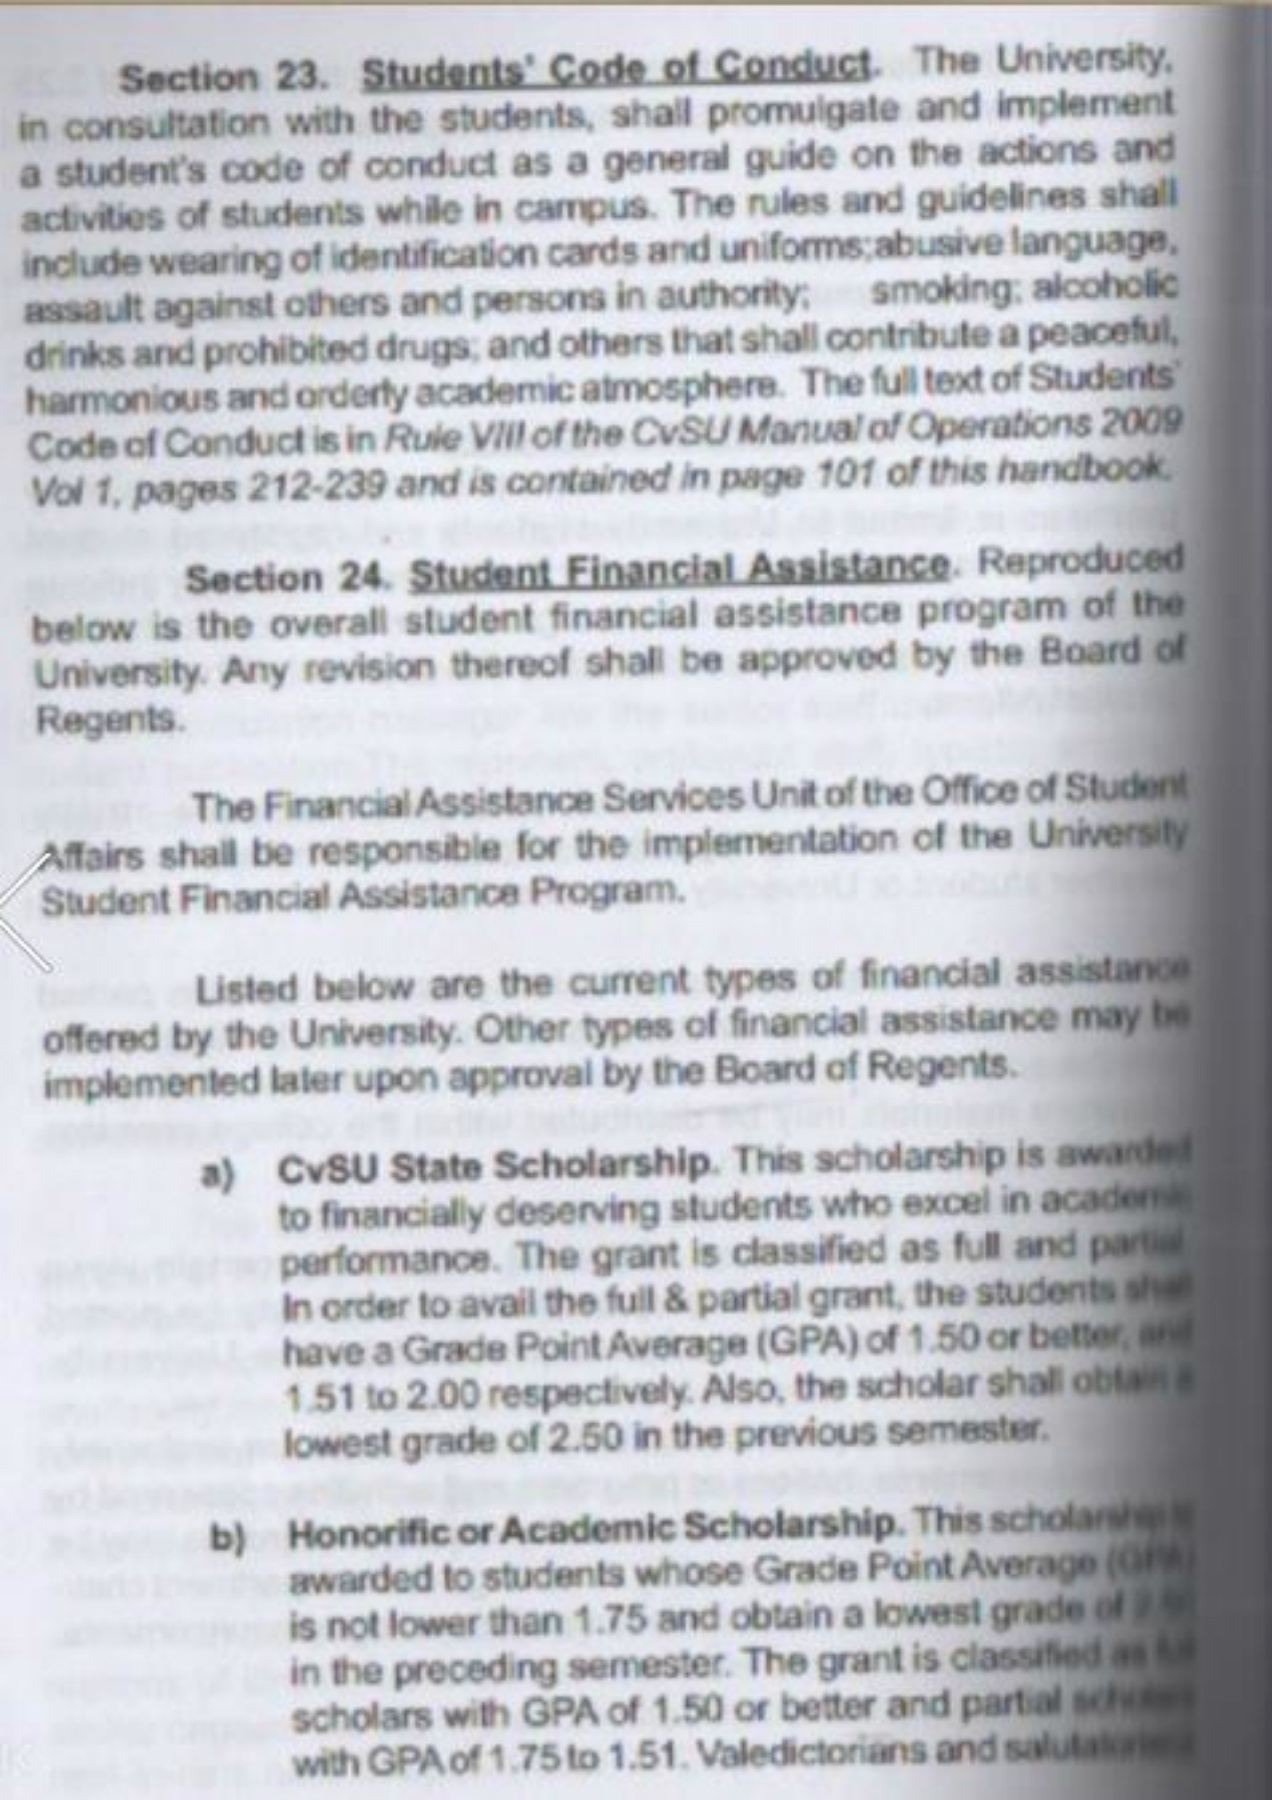 Section 23. Students' Code of Conduct. The University,
in consultation with the students, shall promulgate and implement
a student's code of conduct as a general guide on the actions and
activities of students while in campus. The rules and guidelines shall
include wearing of identification cards and uniforms;abusive language,
assault against others and persons in authority; smoking; alcoholic
drinks and prohibited drugs; and others that shall contribute a peaceful,
harmonious and orderly academic atmosphere. The full text of Students'
Code of Conduct is in Rule VIII of the CvSU Manual of Operations 2009
Vol 1, pages 212-239 and is contained in page 101 of this handbook.
Section 24. Student Financial Assistance. Reproduced
below is the overall student financial assistance program of the
University. Any revision thereof shall be approved by the Board of
Regents.
The Financial Assistance Services Unit of the Office of Student
Affairs shall be responsible for the implementation of the University
Student Financial Assistance Program.
Listed below are the current types of financial assistance
offered by the University. Other types of financial assistance may be
implemented later upon approval by the Board of Regents.
a) CvSU State Scholarship. This scholarship is awarded
to financially deserving students who excel in academic
performance. The grant is classified as full and partial
In order to avail the full & partial grant, the students shall
have a Grade Point Average (GPA) of 1.50 or better, and
1.51 to 2.00 respectively. Also, the scholar shall obtain a
lowest grade of 2.50 in the previous semester.
b) Honorific or Academic Scholarship. This scholarship is
awarded to students whose Grade Point Average (GPA)
is not lower than 1.75 and obtain a lowest grade of
in the preceding semester. The grant is classified as full
scholars with GPA of 1.50 or better and partial scholars
with GPA of 1.75 to 1.51. Valedictorians and salutatorians